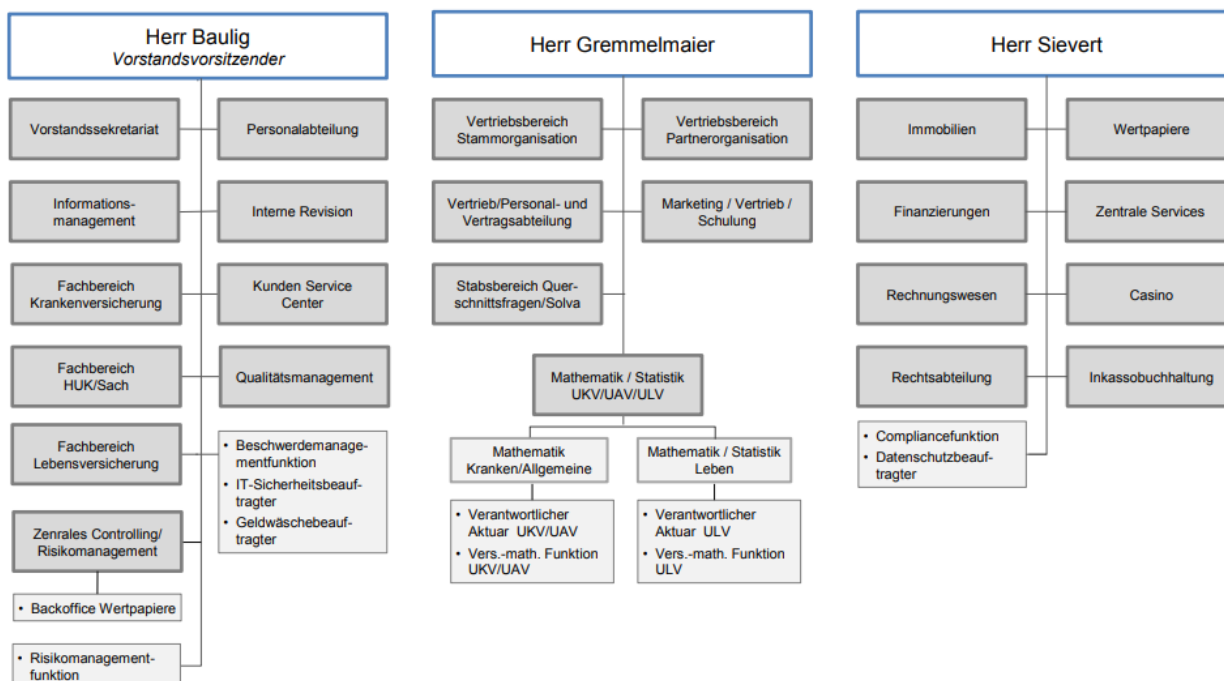 Herr Baulig
Vorstandsvorsitzender
Vorstandssekretariat
Personalabteilung
Informations-
management
Interne Revision
Fachbereich
Krankenversicherung
Kunden Service
Center
Fachbereich
HUK/Sach
Qualitätsmanagement
Fachbereich
Lebensversicherung
• Beschwerdemanage-
mentfunktion
• IT-Sicherheitsbeauf-
tragter
• Geldwäschebeauf-
tragter
Zenrales Controlling/
Risikomanagement
• Backoffice Wertpapiere
• Risikomanagement-
funktion
Herr Gremmelmaier
Vertriebsbereich
Stammorganisation
Vertriebsbereich
Partnerorganisation
Vertrieb/Personal- und
Vertragsabteilung
Marketing / Vertrieb /
Schulung
Stabsbereich Quer-
schnittsfragen/Solva
Mathematik / Statistik
UKV/UAV/ULV
Mathematik
Kranken/Allgemeine
Mathematik / Statistik
Leben
• Verantwortlicher
Aktuar UKV/UAV
• Vers.-math. Funktion
UKV/UAV
• Verantwortlicher
Aktuar ULV
• Vers.-math. Funktion
ULV
Herr Sievert
Immobilien
Wertpapiere
Finanzierungen
Zentrale Services
Rechnungswesen
Casino
Rechtsabteilung
Inkassobuchhaltung
• Compliancefunktion
• Datenschutzbeauf-
tragter